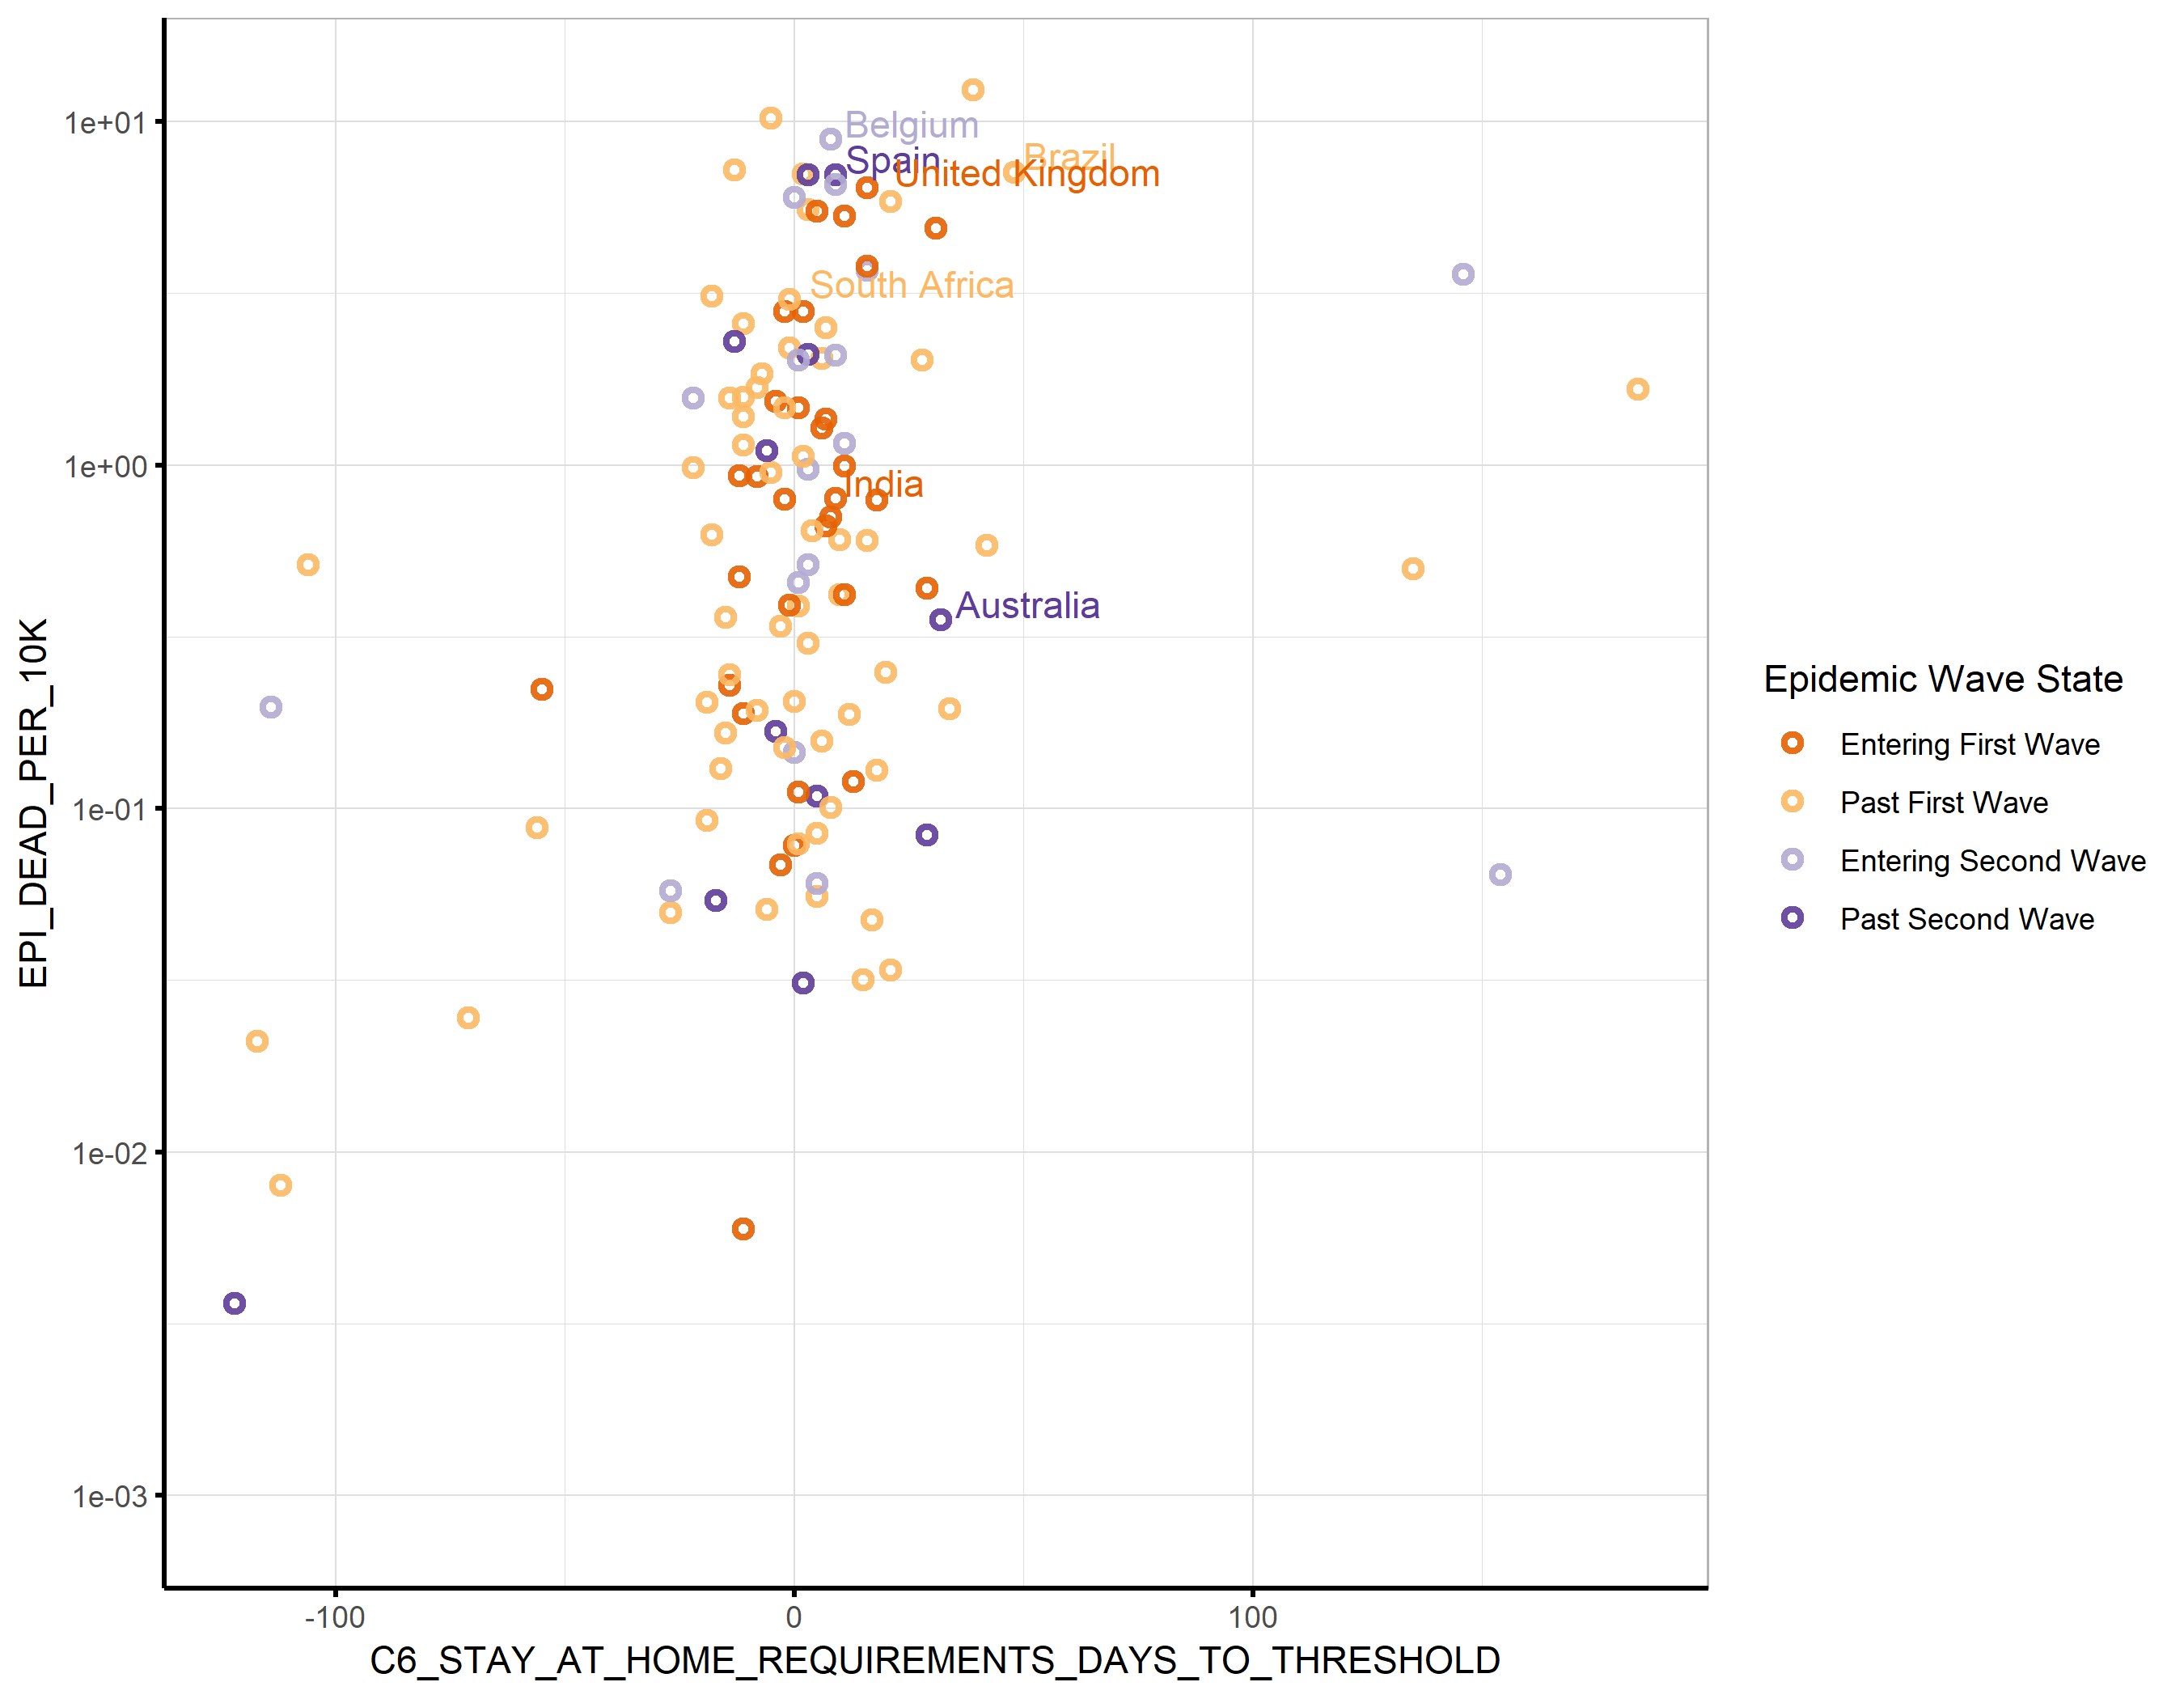 1e+01
1e+00
1e-01
1e-02
1e-03
EPI_DEAD_PER_10K
Belgium
Spain
Brazil
United Kingdom
South Africa
India
Australia
-100
0
100
C6_STAY_AT_HOME_REQUIREMENTS_DAYS_TO_THRESHOLD
Epidemic Wave State
Entering First Wave
Past First Wave
Entering Second Wave
Past Second Wave